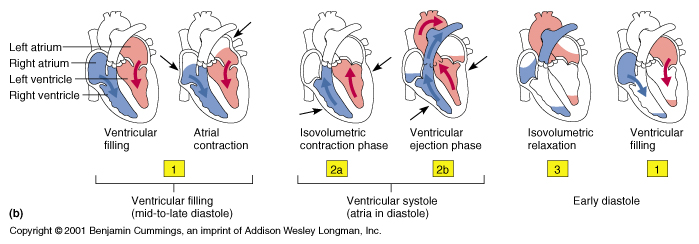 Left atrium
Right atrium
Left ventricle
Right ventricle
Ventricular
filling
Atrial
contraction
Isovolumetric
contraction phase
Ventricular
ejection phase
Isovolumetric
relaxation
Ventricular
filling
1
2a
2b
3
1
Ventricular filling
(mid-to-late diastole)
Ventricular systole
(atria in diastole)
Early diastole
(b)
Copyright © 2001 Benjamin Cummings, an imprint of Addison Wesley Longman, Inc.